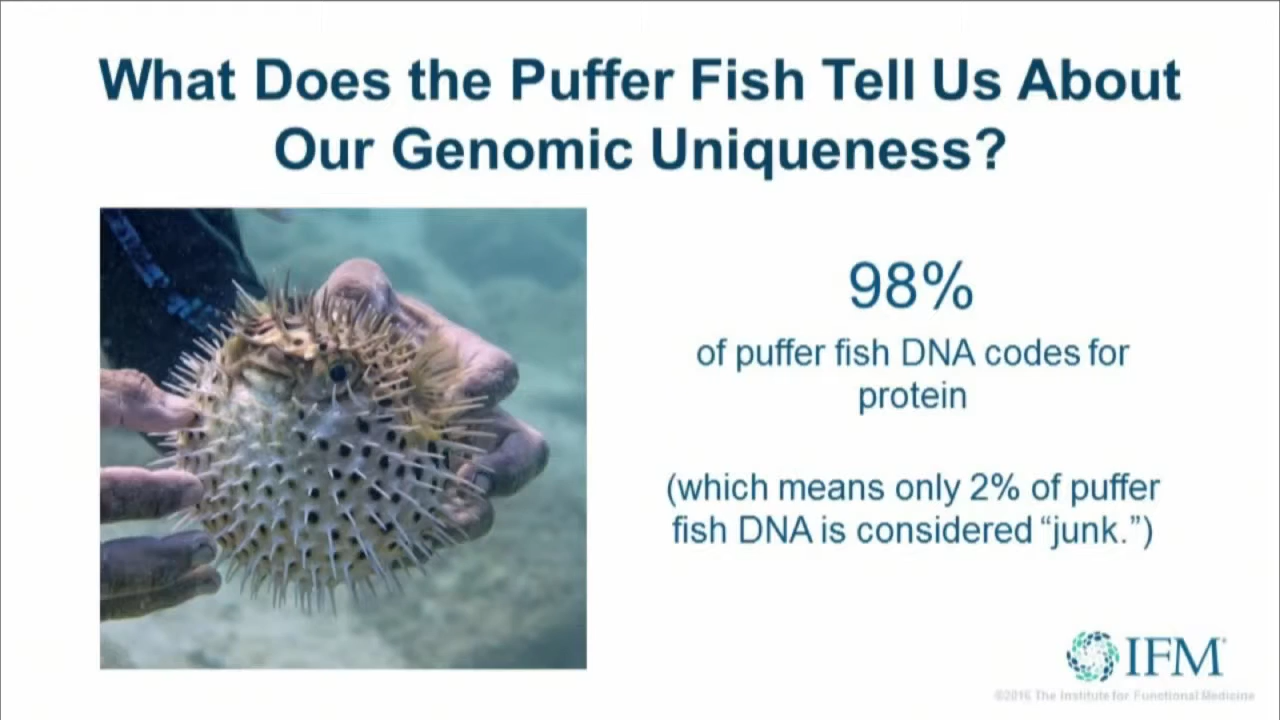 What Does the Puffer Fish Tell Us About
Our Genomic Uniqueness?
98%
of puffer fish DNA codes for
protein
(which means only 2% of puffer
fish DNA is considered “junk.”)
IFM
©2016 The Institute for Functional Medicine